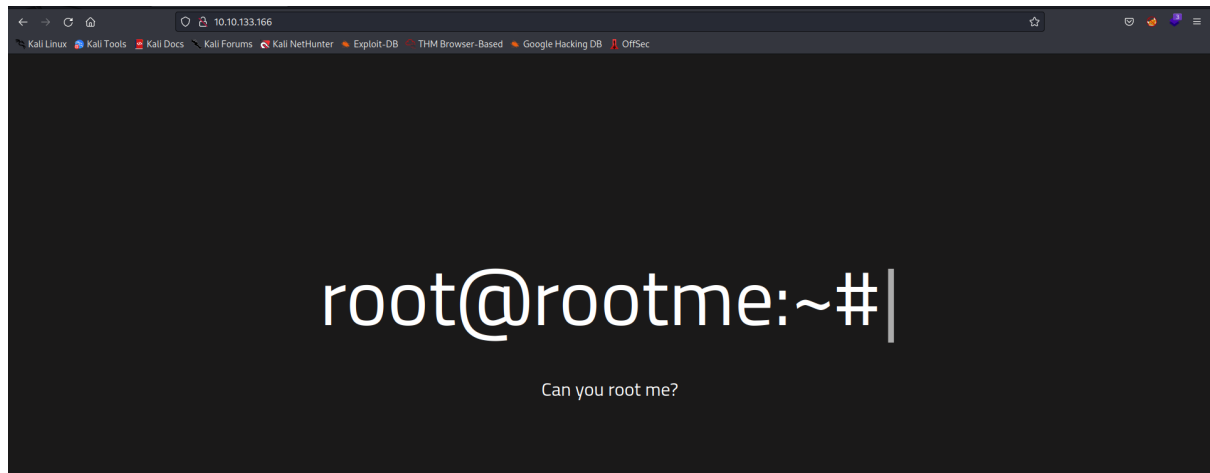 10.10.133.166
Kali Linux Kali Tools Kali Docs Kali Forums Kali NetHunter Exploit-DB THM Browser-Based Google Hacking DB OffSec
root@rootme:~#
Can you root me?